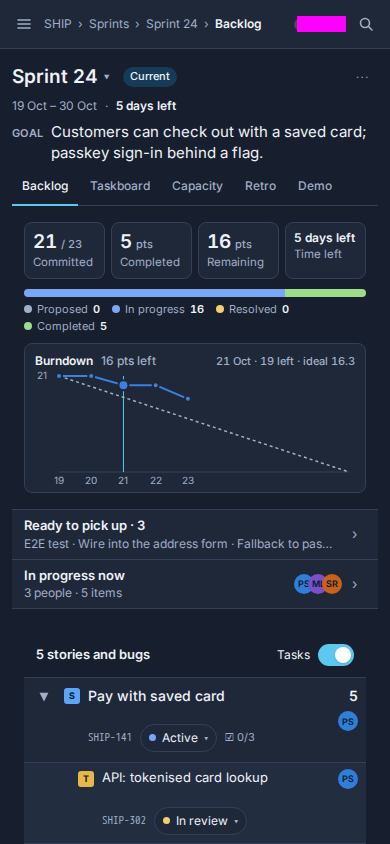 SHIP › Sprints › Sprint 24 › Backlog
Sprint 24 ▾ Current ...
19 Oct – 30 Oct · 5 days left
GOAL Customers can check out with a saved card;
passkey sign-in behind a flag.
Backlog Taskboard Capacity Retro Demo
21 / 23 5 pts 16 pts 5 days left
Committed Completed Remaining Time left
Proposed 0 In progress 16 Resolved 0
Completed 5
Burndown 16 pts left 21 Oct · 19 left · ideal 16.3
21
19 20 21 22 23
Ready to pick up · 3
E2E test · Wire into the address form · Fallback to pas...
In progress now
3 people · 5 items
PS ML SR
5 stories and bugs Tasks
S Pay with saved card 5
PS
SHIP-141 Active ▾ ☑ 0/3
T API: tokenised card lookup PS
SHIP-302 In review ▾